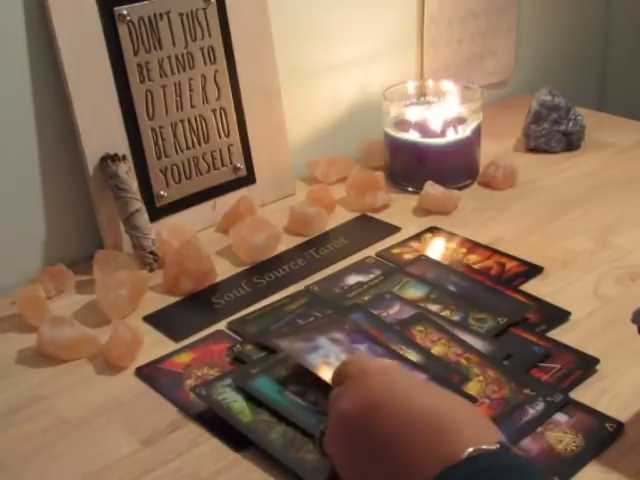 DON'T JUST
BE KIND TO
OTHERS
BE KIND TO
YOURSELF
Soul Source Tarot